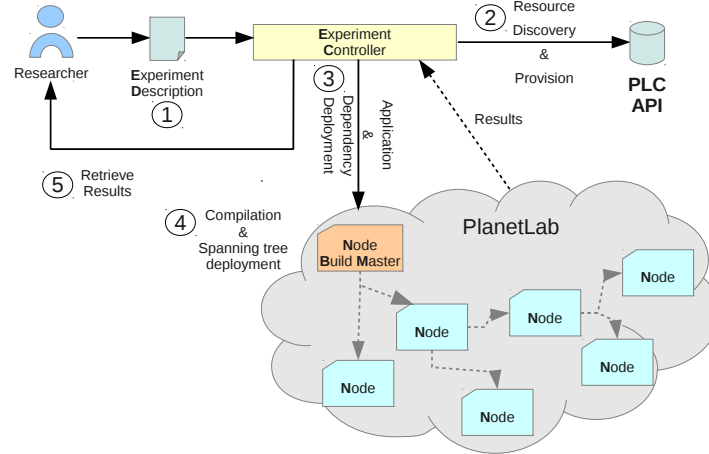 Researcher
Experiment
Description
1
Experiment
Controller
2
Resource
Discovery
&
Provision
PLC
API
3
Application
&
Dependency
Deployment
Results
5
Retrieve
Results
4
Compilation
&
Spanning tree
deployment
PlanetLab
Node
Build Master
Node
Node
Node
Node
Node
Node